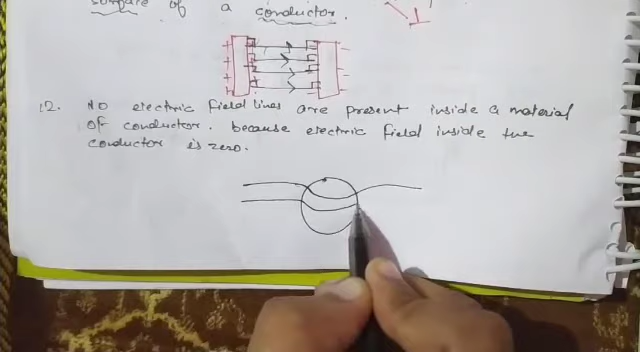 surface of a conductor.
12. No electric field lines are present inside a material
of conductor. because electric field inside the
conductor is zero.